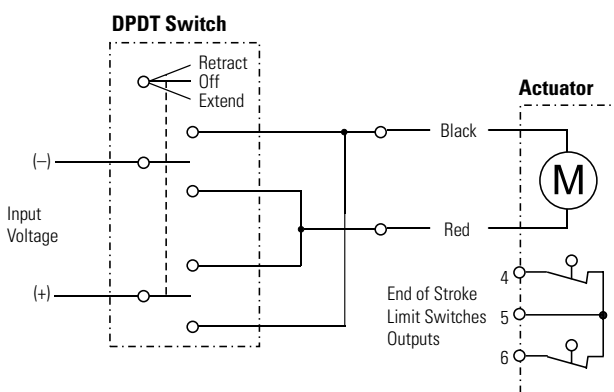 DPDT Switch
Retract
Off
Extend
Actuator
Black
(–)
M
Input
Voltage
Red
4
(+)
End of Stroke
Limit Switches
Outputs
5
6